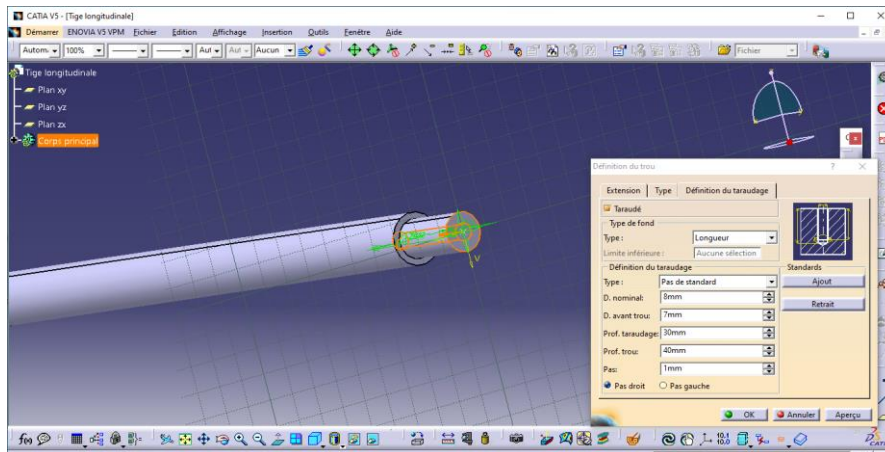 CATIA V5 - [Tige longitudinale]
Démarrer ENOVIA V5 VPM Fichier Edition Affichage Insertion Outils Fenêtre Aide
Autom. 100% Aut Aut Aucun Fichier
Tige longitudinale
Plan xy
Plan yz
Plan zx
Corps principal
V
Définition du trou ? X
Extension Type Définition du taraudage
Taraudé
Type de fond
Type : Longueur
Limite inférieure : Aucune sélection
Définition du taraudage Standards
Type : Pas de standard Ajout
D. nominal: 8mm
Retrait
D. avant trou: 7mm
Prof. taraudage: 30mm
Prof. trou: 40mm
Pas: 1mm
Pas droit Pas gauche
OK Annuler Aperçu
f(x)
CATIA